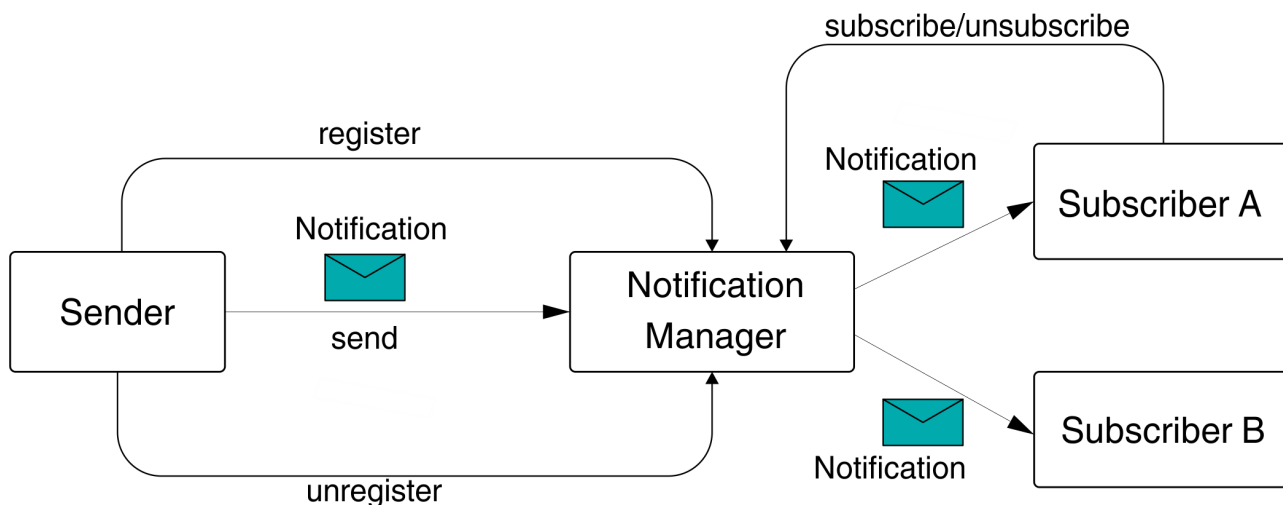 subscribe/unsubscribe
register
Notification
Notification
Subscriber A
Sender
send
Notification
Manager
Subscriber B
Notification
unregister